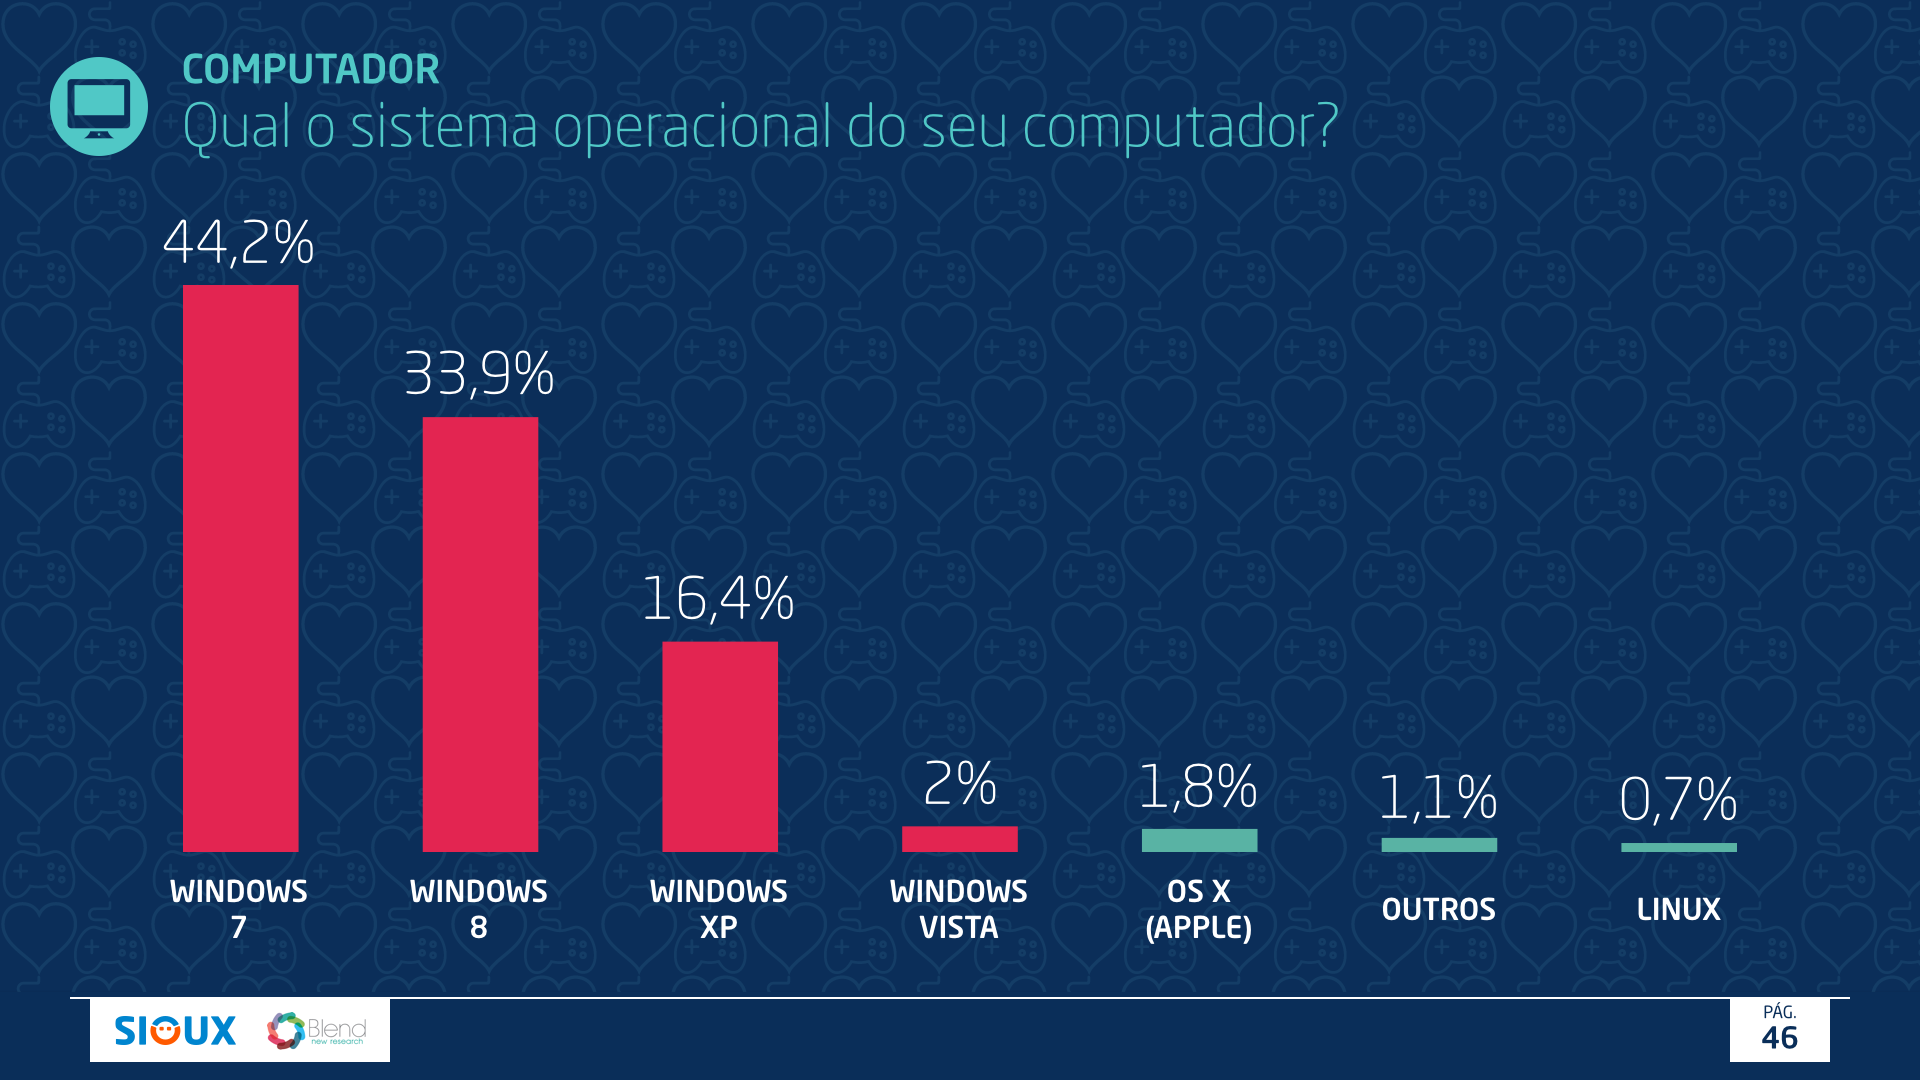 COMPUTADOR
Qual o sistema operacional do seu computador?
44,2%
33,9%
16,4%
2%
1,8%
1,1%
0,7%
WINDOWS
7
WINDOWS
8
WINDOWS
XP
WINDOWS
VISTA
OS X
(APPLE)
OUTROS
LINUX
SIOUX
Blend
new research
PÁG.
46